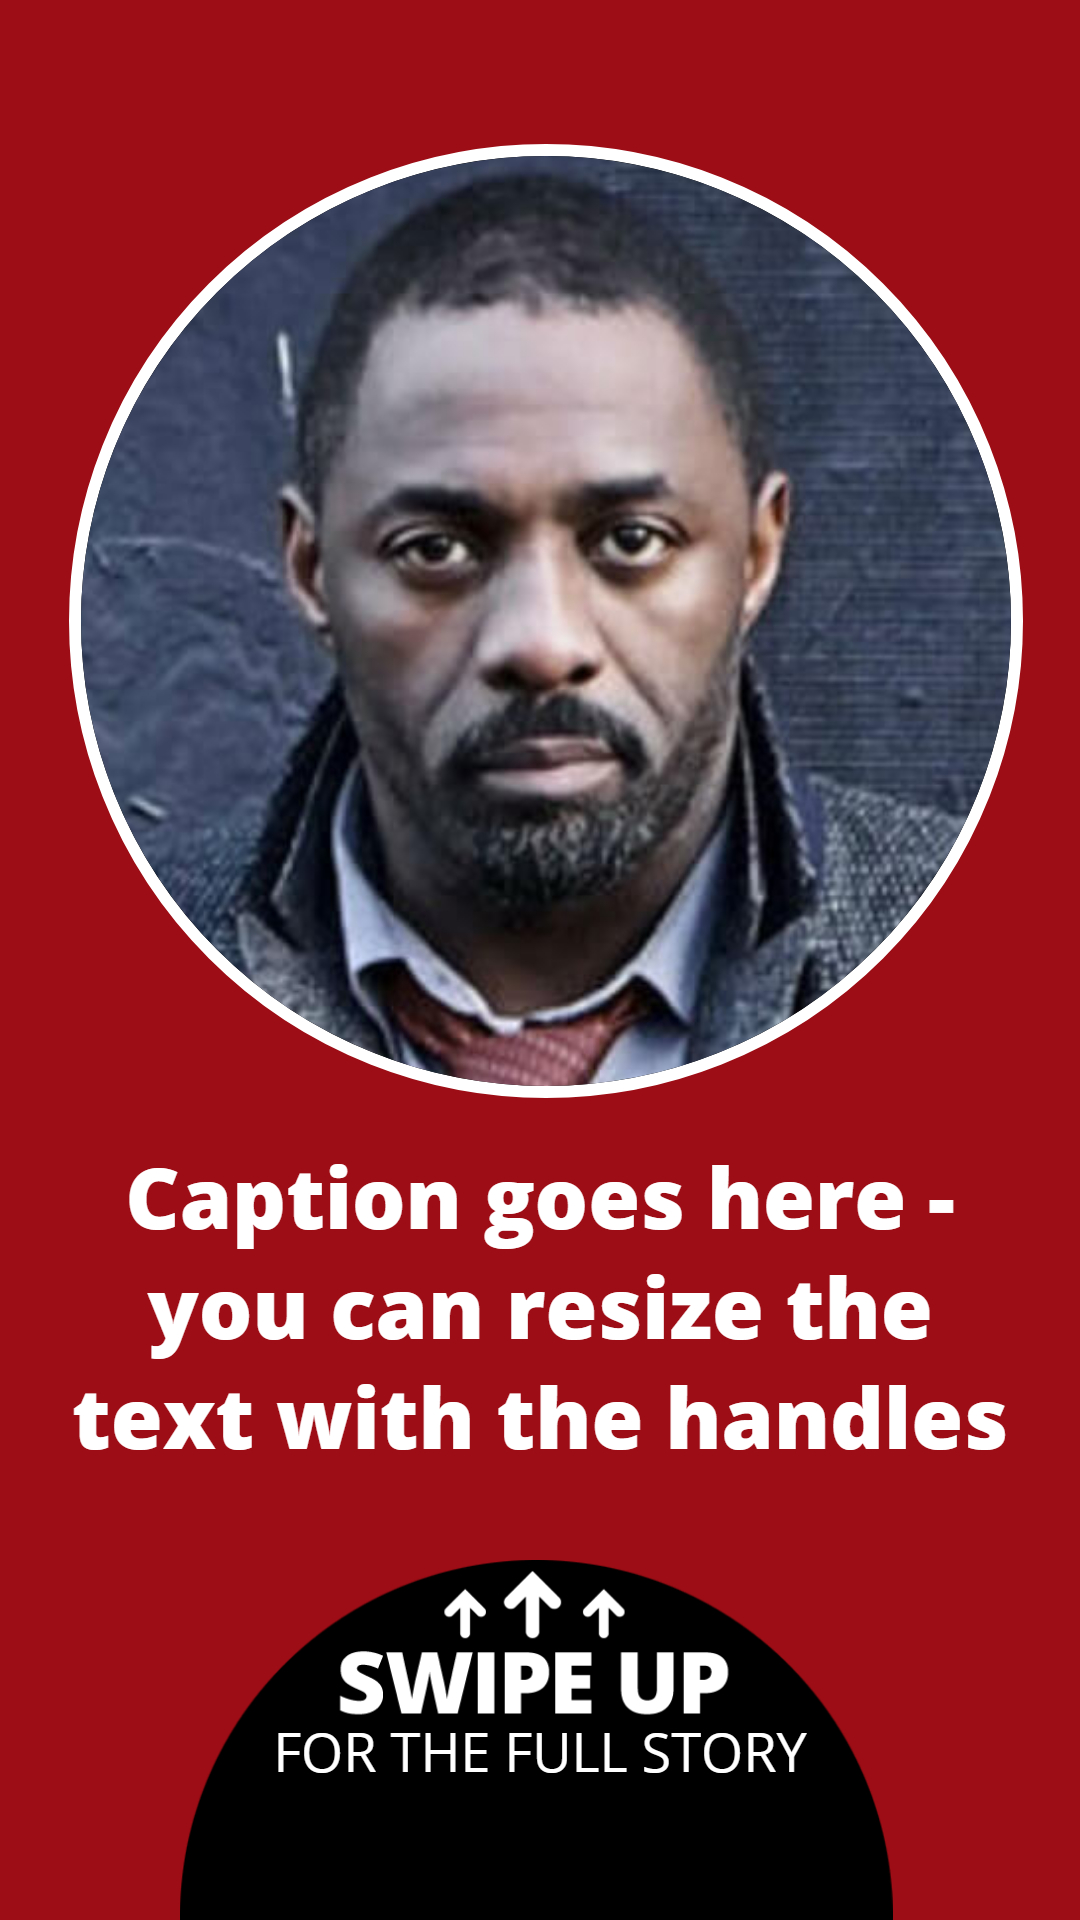 Caption goes here -
you can resize the
text with the handles
SWIPE UP
FOR THE FULL STORY